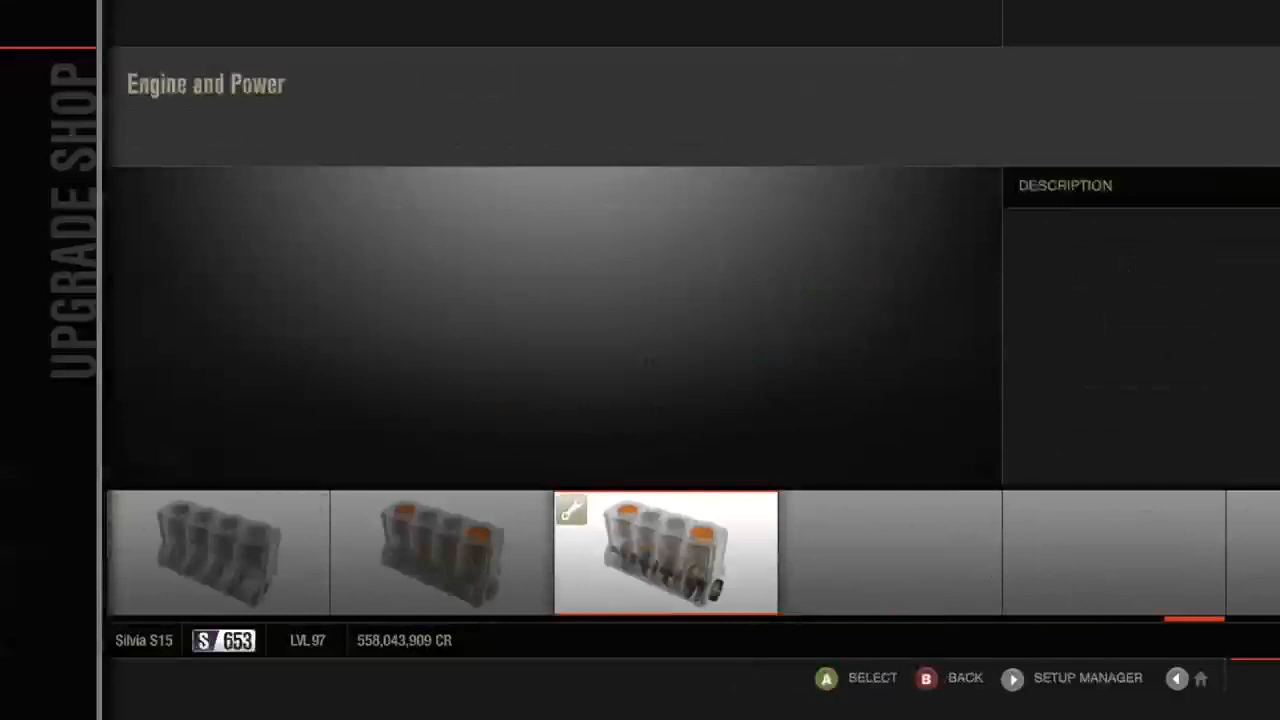 UPGRADE SHOP
Engine and Power
DESCRIPTION
Silvia S15 S 653 LVL 97 558,043,909 CR
A SELECT B BACK SETUP MANAGER